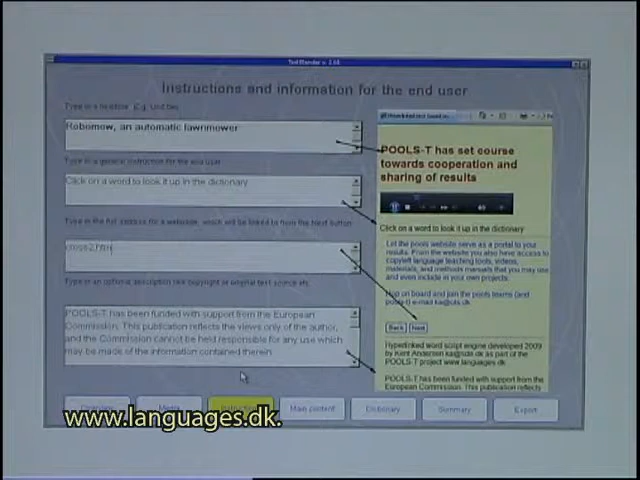 TextBlender v.
Instructions and information for the end user
Type in a headline (E.g. Unit two)
Robomow, an automatic lawnmower
Type in a general instruction for the end user
Click on a word to look it up in the dictionary
Type in the full address for a webside, which will be linked to from the Next button
Type in an optional description like copyright or original text source etc.
POOLS-T has been funded with support from the European
Commission. This publication reflects the views only of the author,
and the Commission cannot be held responsible for any use which
may be made of the information contained therein
POOLS-T has set course
towards cooperation and
sharing of results
Click on a word to look it up in the dictionary
Let the pools website serve as a portal to your
results. From the website you also have access to
copyleft language teaching tools, videos,
materials, and methods manuals that you may use
and even include in your own projects.
Hop on board and join the pools teams (and
e-mail ka@ots.dk
Back Next
Hyperlinked word script engine developed 2009
by Kent Andersen ka@sde.dk as part of the
POOLS-T project www.languages.dk
POOLS-T has been funded with support from the
European Commission. This publication reflects
Media
Main content
Dictionary
Summary
Export
www.languages.dk.